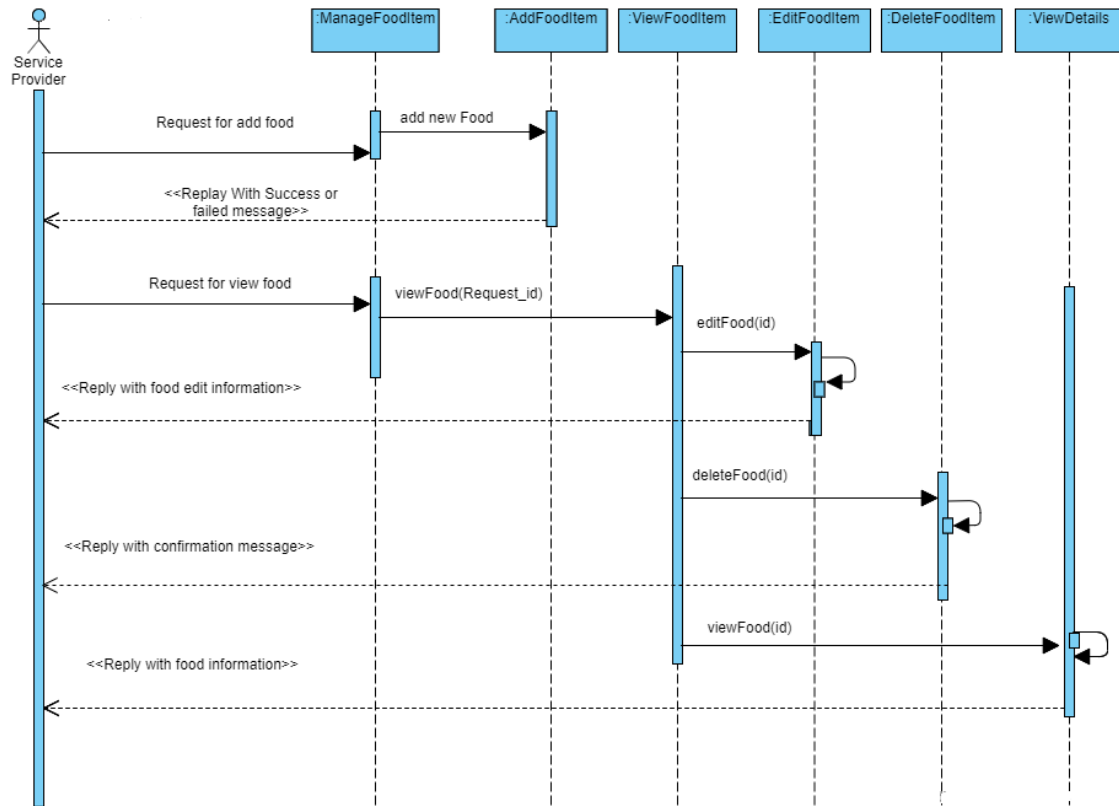 :ManageFoodItem
:AddFoodItem
:ViewFoodItem
:EditFoodItem
:DeleteFoodItem
:ViewDetails
Service
Provider
Request for add food
add new Food
<<Replay With Success or
failed message>>
Request for view food
viewFood(Request_id)
editFood(id)
<<Reply with food edit information>>
deleteFood(id)
<<Reply with confirmation message>>
viewFood(id)
<<Reply with food information>>